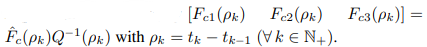 [F_{c1}(ρ_k) F_{c2}(ρ_k) F_{c3}(ρ_k)] =
F̂_c(ρ_k)Q^{-1}(ρ_k) with ρ_k = t_k − t_{k−1} (∀ k ∈ ℕ_+).